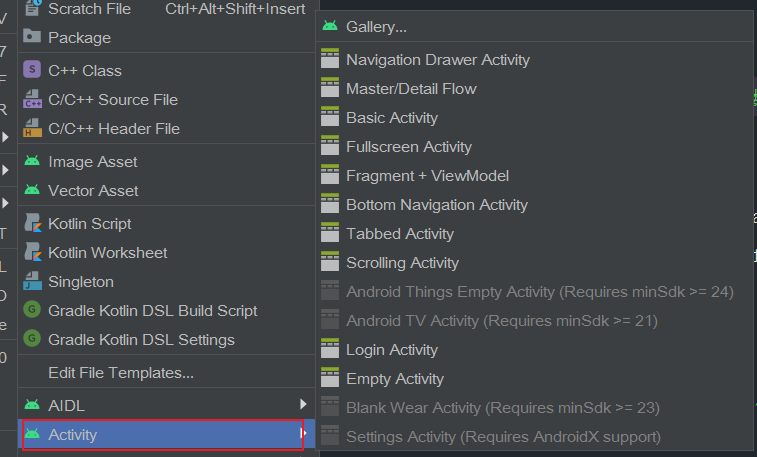 Scratch File Ctrl+Alt+Shift+Insert
Package
S C++ Class
C++ C/C++ Source File
H C/C++ Header File
Image Asset
Vector Asset
Kotlin Script
Kotlin Worksheet
J Singleton
G Gradle Kotlin DSL Build Script
G Gradle Kotlin DSL Settings
Edit File Templates...
AIDL
Activity
Gallery...
Navigation Drawer Activity
Master/Detail Flow
Basic Activity
Fullscreen Activity
Fragment + ViewModel
Bottom Navigation Activity
Tabbed Activity
Scrolling Activity
Android Things Empty Activity (Requires minSdk >= 24)
Android TV Activity (Requires minSdk >= 21)
Login Activity
Empty Activity
Blank Wear Activity (Requires minSdk >= 23)
Settings Activity (Requires AndroidX support)